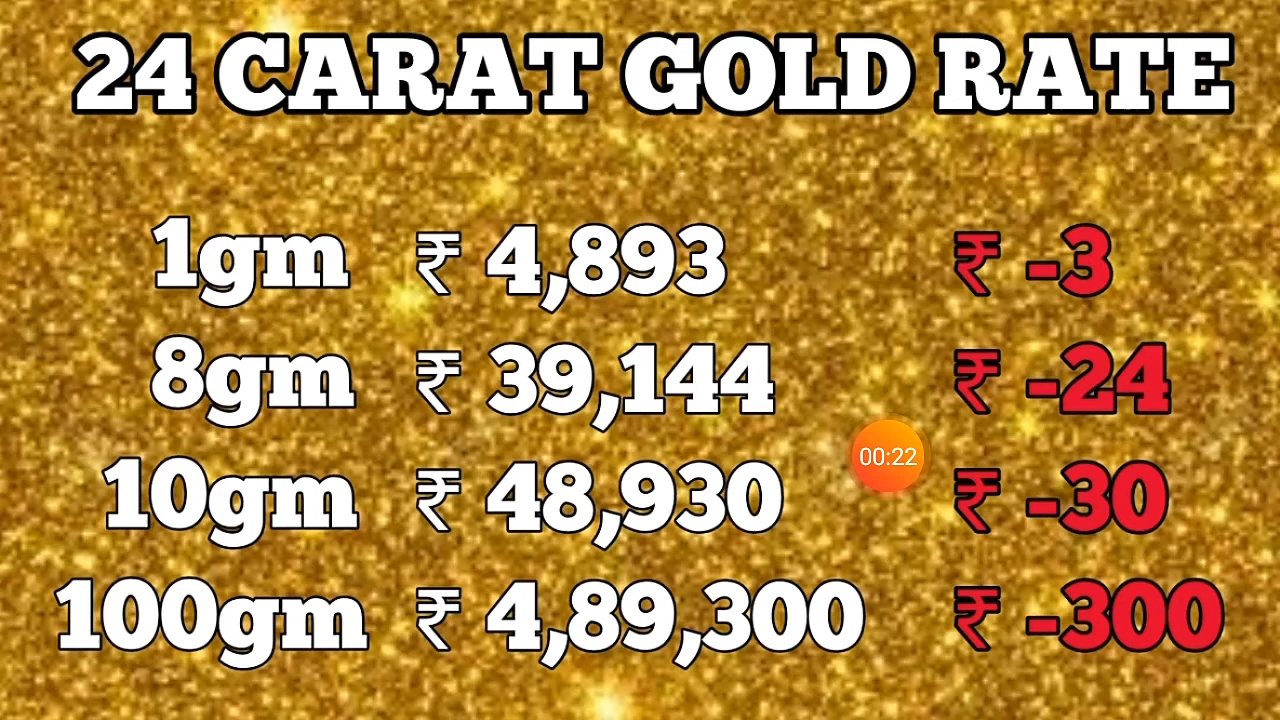 24 CARAT GOLD RATE
1gm ₹ 4,893 ₹ -3
8gm ₹ 39,144 ₹ -24
00:22
10gm ₹ 48,930 ₹ -30
100gm ₹ 4,89,300 ₹ -300